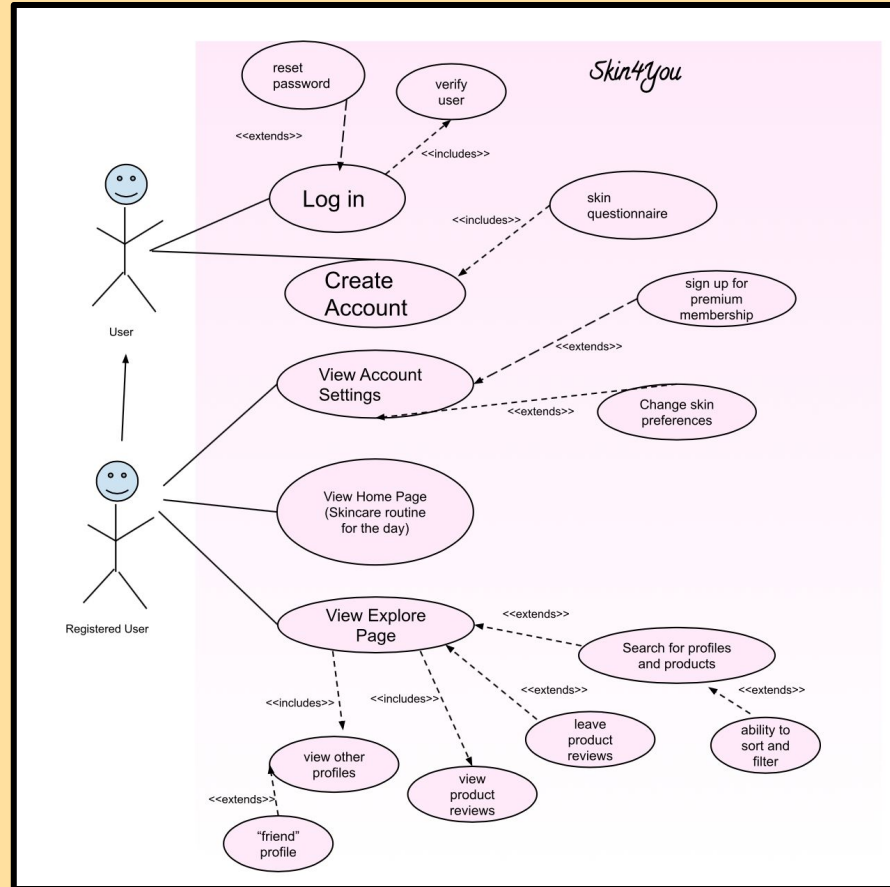 Skin4You
reset
password
verify
user
<<extends>>
<<includes>>
Log in
skin
questionnaire
<<includes>>
Create
Account
sign up for
premium
membership
User
<<extends>>
View Account
Settings
<<extends>>
Change skin
preferences
View Home Page
(Skincare routine
for the day)
Registered User
View Explore
Page
<<extends>>
Search for profiles
and products
<<includes>>
<<includes>>
<<extends>>
<<extends>>
leave
product
reviews
ability to
sort and
filter
view other
profiles
view
product
reviews
<<extends>>
“friend”
profile